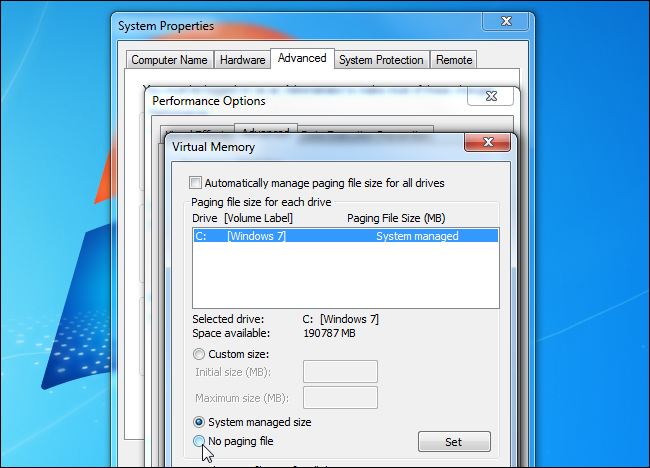 System Properties
Computer Name Hardware Advanced System Protection Remote
Performance Options
Advanced
Virtual Memory
Automatically manage paging file size for all drives
Paging file size for each drive
Drive [Volume Label] Paging File Size (MB)
C: [Windows 7] System managed
Selected drive: C: [Windows 7]
Space available: 190787 MB
Custom size:
Initial size (MB):
Maximum size (MB):
System managed size
No paging file Set